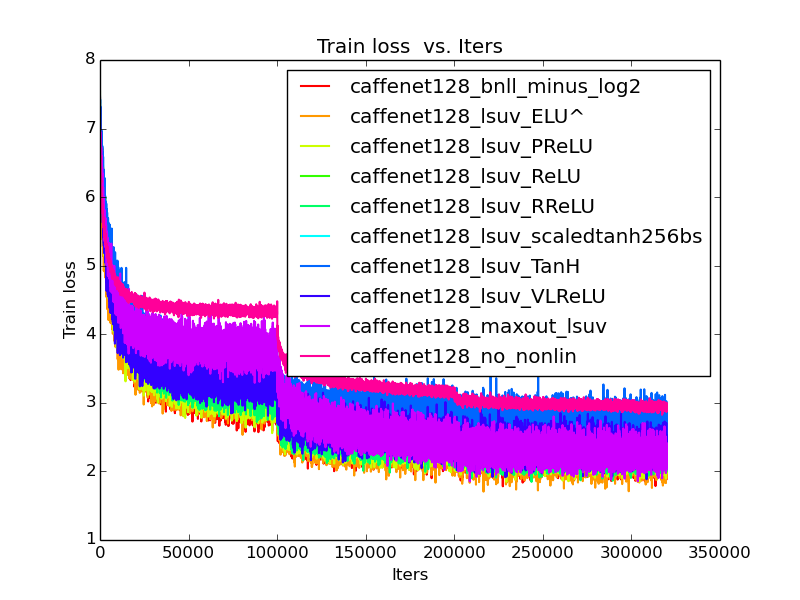 Train loss  vs. Iters
8
7
6
5
4
3
2
1
Train loss
caffenet128_bnll_minus_log2
caffenet128_lsuv_ELU^
caffenet128_lsuv_PReLU
caffenet128_lsuv_ReLU
caffenet128_lsuv_RReLU
caffenet128_lsuv_scaledtanh256bs
caffenet128_lsuv_TanH
caffenet128_lsuv_VLReLU
caffenet128_maxout_lsuv
caffenet128_no_nonlin
0 50000 100000 150000 200000 250000 300000 350000
Iters